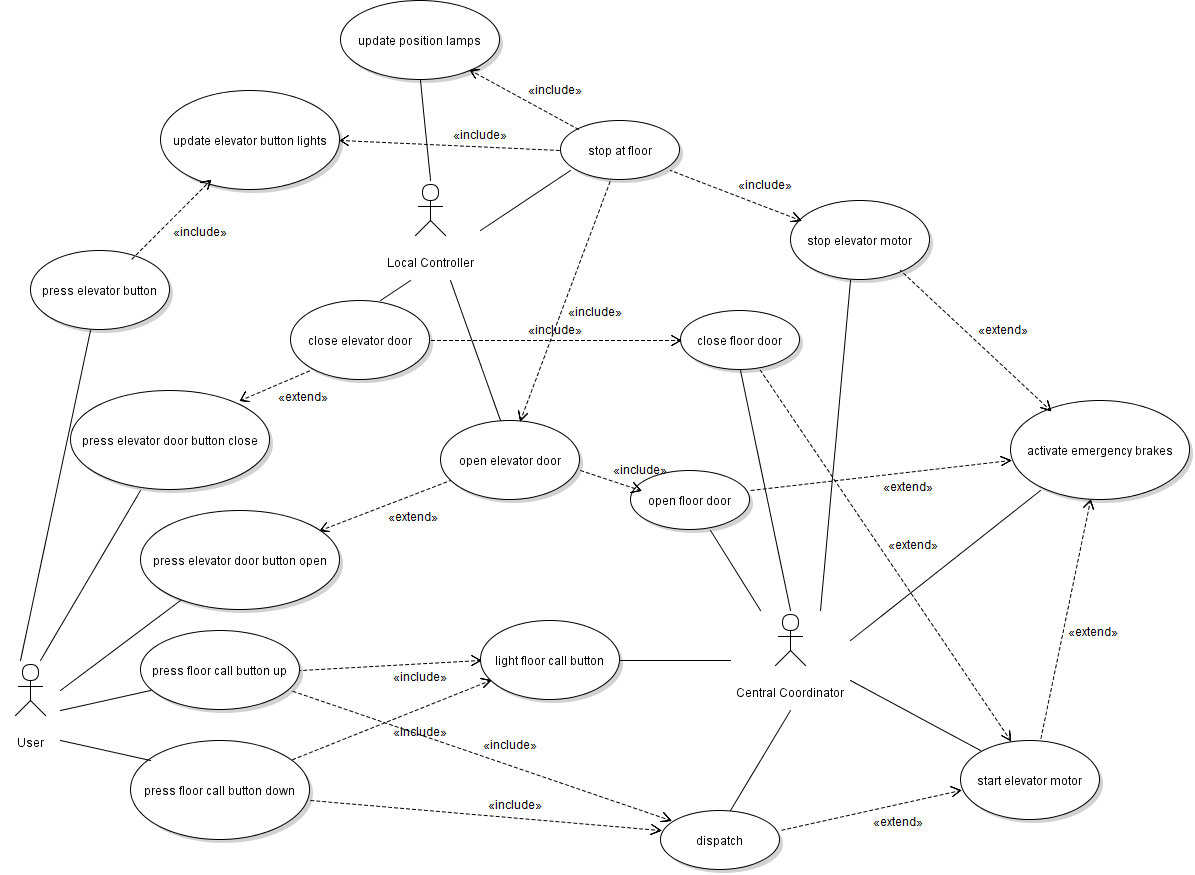 update position lamps
«include»
update elevator button lights
«include»
stop at floor
«include»
«include»
stop elevator motor
Local Controller
press elevator button
«include»
«include»
«extend»
close elevator door
close floor door
«extend»
press elevator door button close
open elevator door
activate emergency brakes
«include»
«extend»
open floor door
«extend»
«extend»
press elevator door button open
«extend»
press floor call button up
light floor call button
«include»
Central Coordinator
User
«include»
«include»
start elevator motor
press floor call button down
«include»
«extend»
dispatch